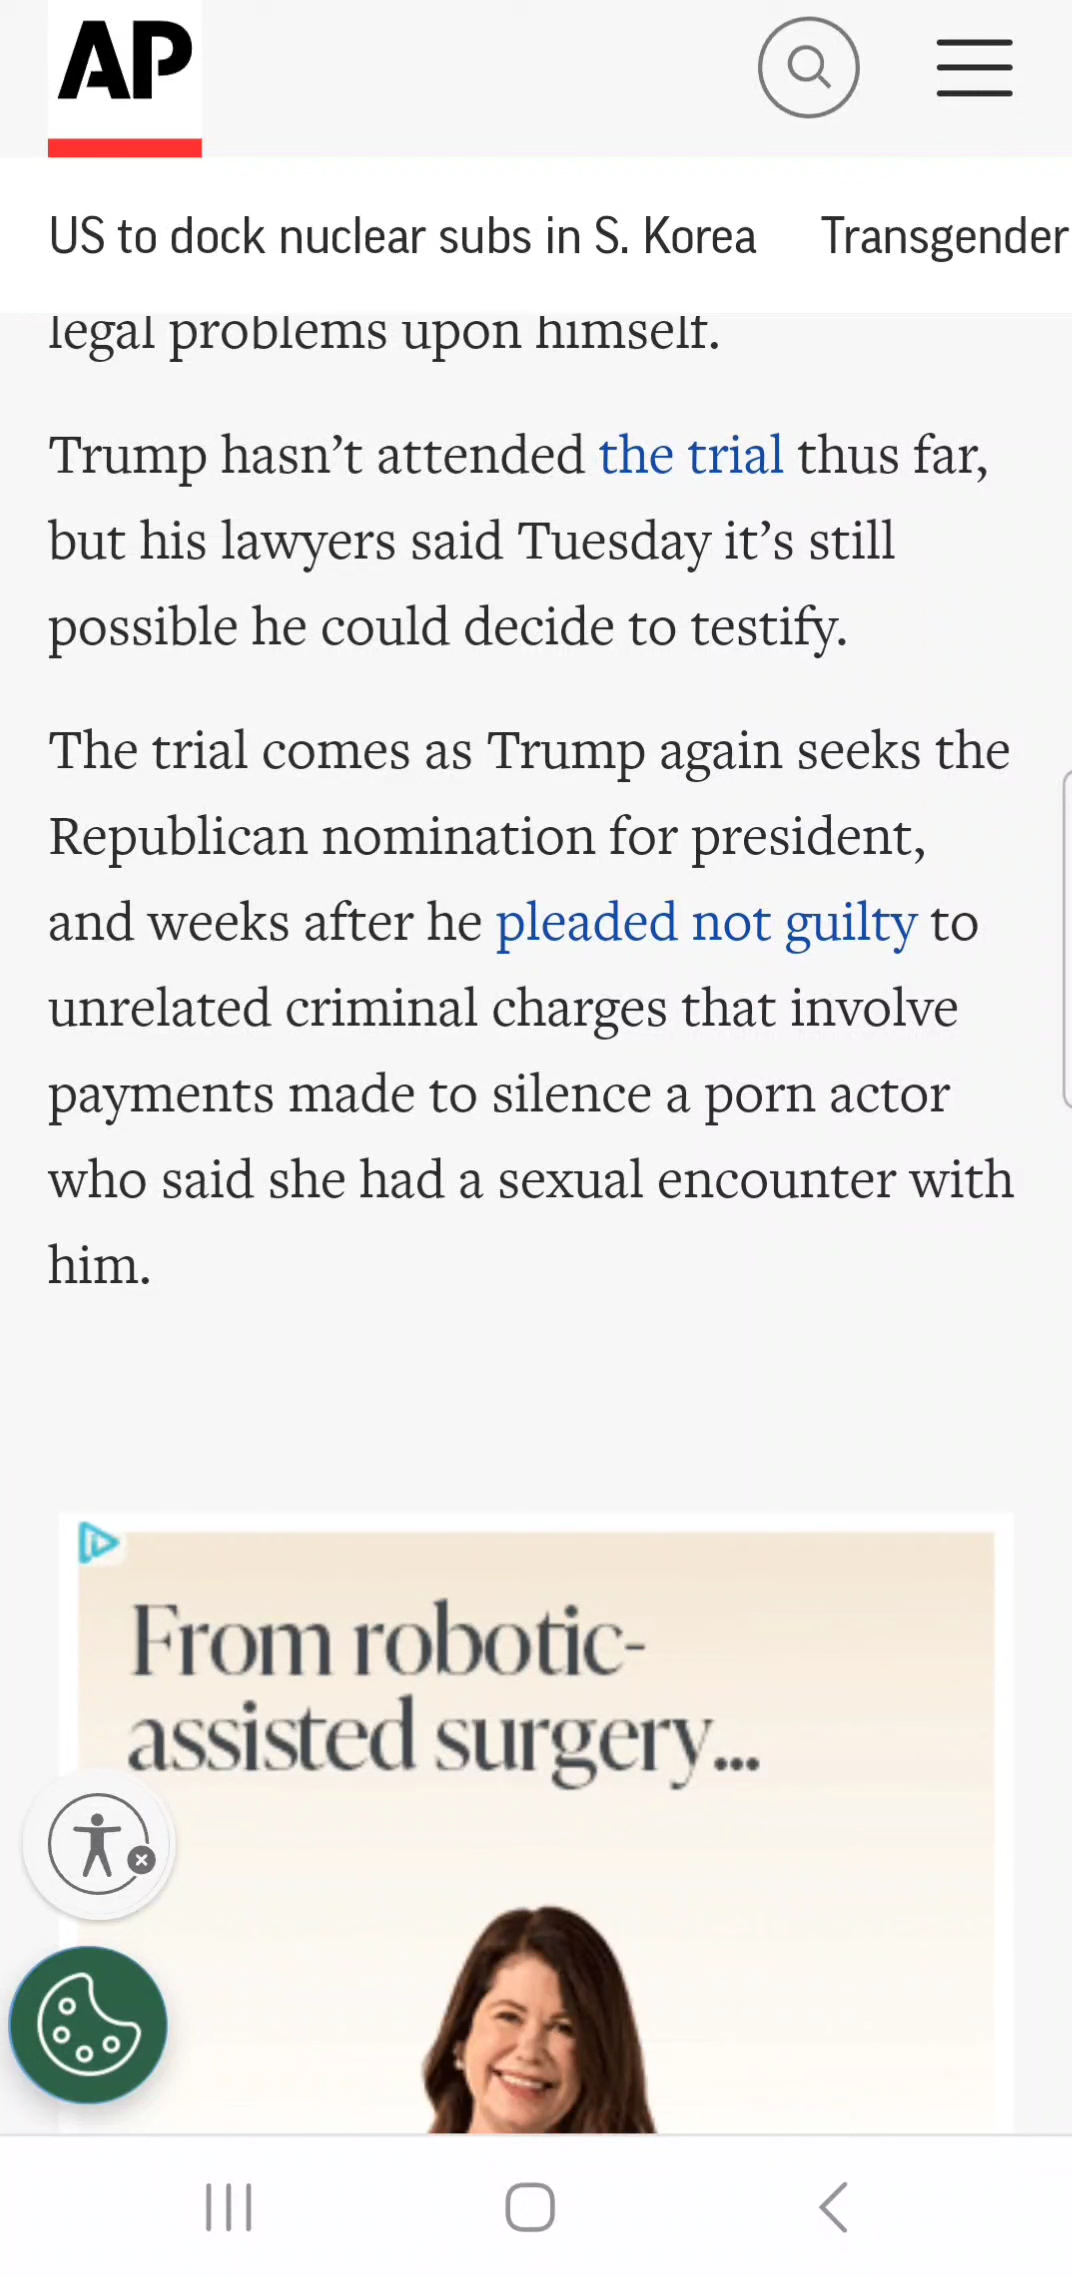 AP
US to dock nuclear subs in S. Korea Transgender
legal problems upon himself.
Trump hasn’t attended the trial thus far,
but his lawyers said Tuesday it’s still
possible he could decide to testify.
The trial comes as Trump again seeks the
Republican nomination for president,
and weeks after he pleaded not guilty to
unrelated criminal charges that involve
payments made to silence a porn actor
who said she had a sexual encounter with
him.
From robotic-
assisted surgery...